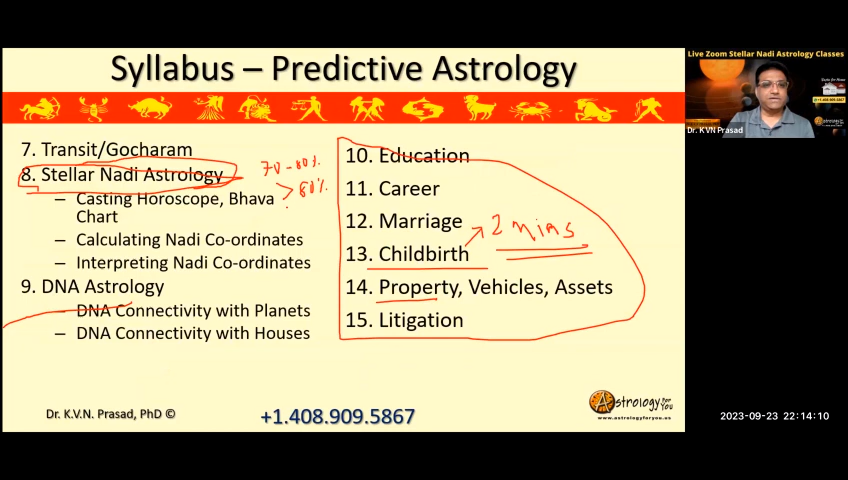 Syllabus – Predictive Astrology
7. Transit/Gocharam
8. Stellar Nadi Astrology
70-80%
> 80%
– Casting Horoscope, Bhava
Chart
– Calculating Nadi Co-ordinates
– Interpreting Nadi Co-ordinates
9. DNA Astrology
– DNA Connectivity with Planets
– DNA Connectivity with Houses
10. Education
11. Career
12. Marriage
2 mins
13. Childbirth
14. Property, Vehicles, Assets
15. Litigation
Dr. K.V.N. Prasad, PhD ©
+1.408.909.5867
Astrology For You
www.astrologyforyou.us
Live Zoom Stellar Nadi Astrology Classes
Dr. KVN Prasad
2023-09-23 22:14:10